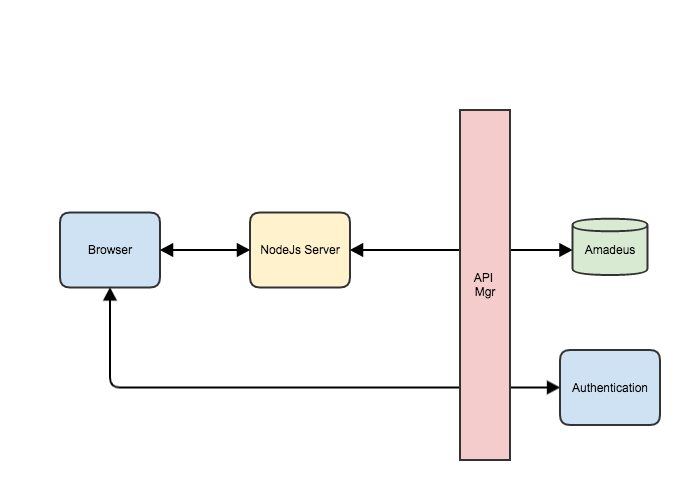 Browser
NodeJs Server
API
Mgr
Amadeus
Authentication